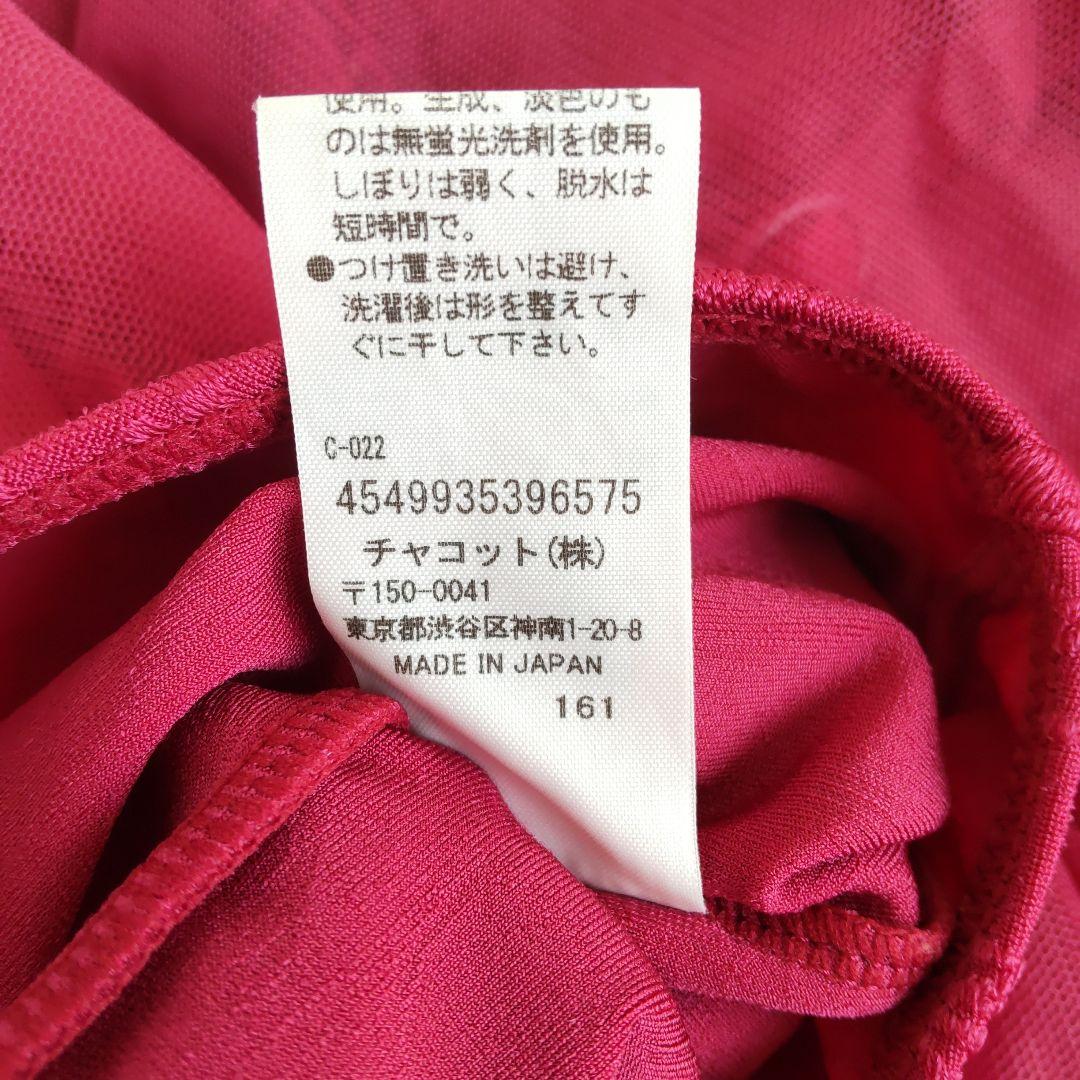 使用。生成、淡色のも
のは無蛍光洗剤を使用。
しぼりは弱く、脱水は
短時間で。
●つけ置き洗いは避け、
洗濯後は形を整えてす
ぐに干して下さい。
C-022
4549935396575
チャコット(株)
〒150-0041
東京都渋谷区神南1-20-8
MADE IN JAPAN
161